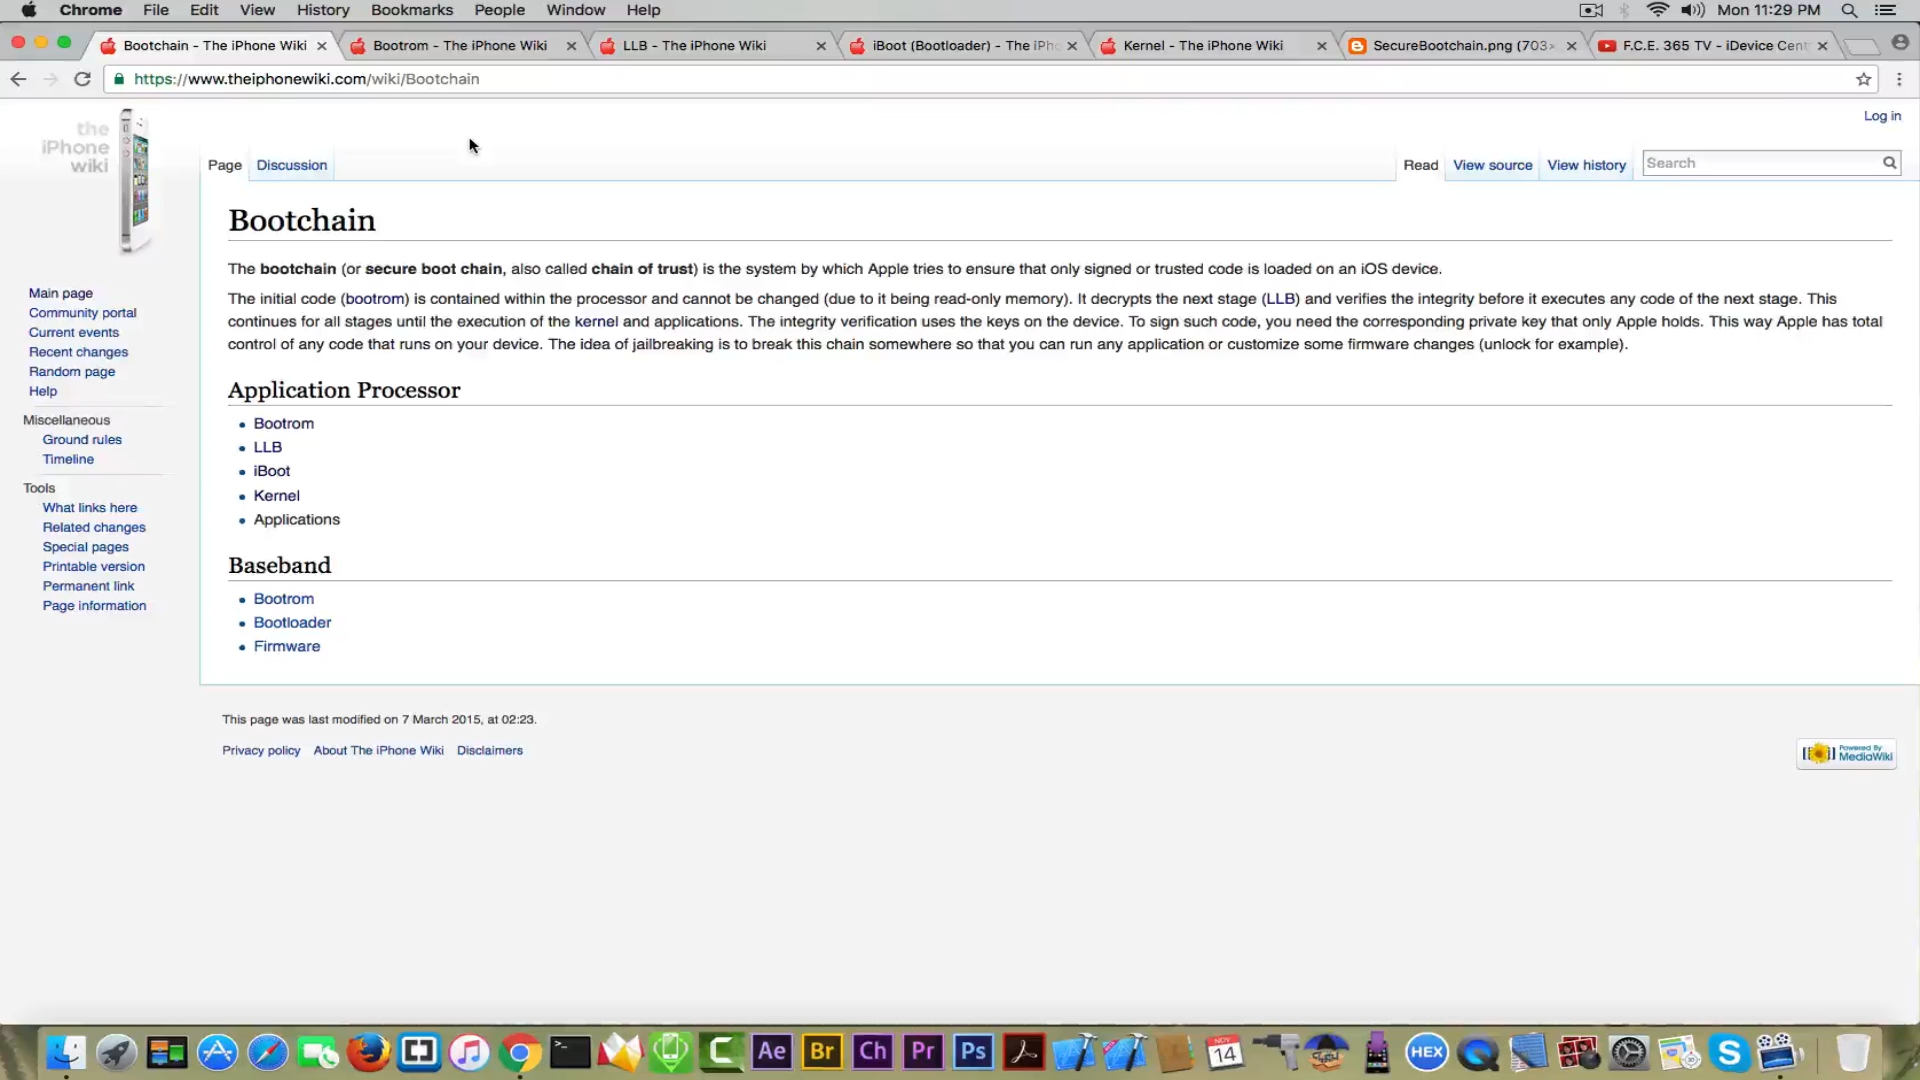 Chrome File Edit View History Bookmarks People Window Help Mon 11:29 PM
Bootchain - The iPhone Wiki Bootrom - The iPhone Wiki LLB - The iPhone Wiki iBoot (Bootloader) - The iPho Kernel - The iPhone Wiki SecureBootchain.png (703× F.C.E. 365 TV - iDevice Cent
https://www.theiphonewiki.com/wiki/Bootchain
Log in
the
iPhone
wiki
Page Discussion Read View source View history Search
Bootchain
The bootchain (or secure boot chain, also called chain of trust) is the system by which Apple tries to ensure that only signed or trusted code is loaded on an iOS device.
The initial code (bootrom) is contained within the processor and cannot be changed (due to it being read-only memory). It decrypts the next stage (LLB) and verifies the integrity before it executes any code of the next stage. This
continues for all stages until the execution of the kernel and applications. The integrity verification uses the keys on the device. To sign such code, you need the corresponding private key that only Apple holds. This way Apple has total
control of any code that runs on your device. The idea of jailbreaking is to break this chain somewhere so that you can run any application or customize some firmware changes (unlock for example).
Main page
Community portal
Current events
Recent changes
Random page
Help
Miscellaneous
Ground rules
Timeline
Tools
What links here
Related changes
Special pages
Printable version
Permanent link
Page information
Application Processor
Bootrom
LLB
iBoot
Kernel
Applications
Baseband
Bootrom
Bootloader
Firmware
This page was last modified on 7 March 2015, at 02:23.
Privacy policy About The iPhone Wiki Disclaimers
Powered By
MediaWiki
Ae Br Ch Pr Ps NOV 14 HEX